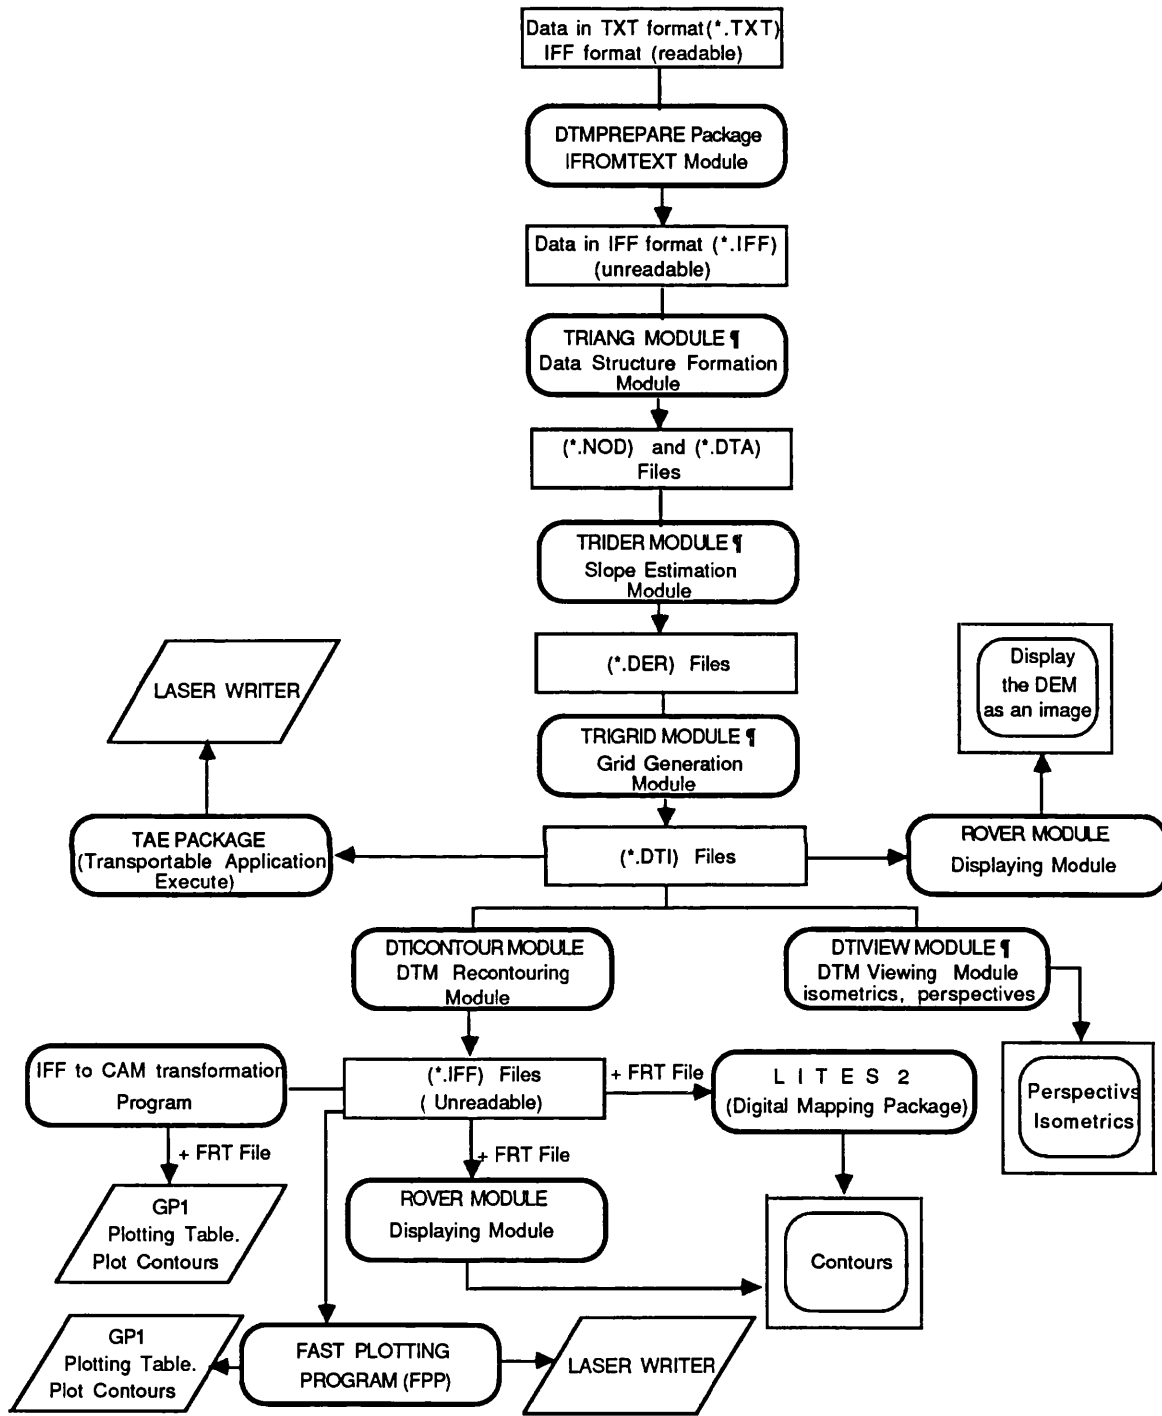 Data in TXT format(*.TXT)
IFF format (readable)
DTMPREPARE Package
IFROMTEXT Module
Data in IFF format (*.IFF)
(unreadable)
TRIANG MODULE ¶
Data Structure Formation
Module
(*.NOD) and (*.DTA)
Files
TRIDER MODULE ¶
Slope Estimation
Module
(*.DER) Files
LASER WRITER
Display
the DEM
as an image
TRIGRID MODULE ¶
Grid Generation
Module
TAE PACKAGE
(Transportable Application
Execute)
(*.DTI) Files
ROVER MODULE
Displaying Module
DTICONTOUR MODULE
DTM Recontouring
Module
DTIVIEW MODULE ¶
DTM Viewing Module
isometrics, perspectives
IFF to CAM transformation
Program
(*.IFF) Files
( Unreadable)
+ FRT File
L I T E S 2
(Digital Mapping Package)
Perspectivs
Isometrics
+ FRT File
+ FRT File
GP1
Plotting Table.
Plot Contours
ROVER MODULE
Displaying Module
Contours
GP1
Plotting Table.
Plot Contours
FAST PLOTTING
PROGRAM (FPP)
LASER WRITER